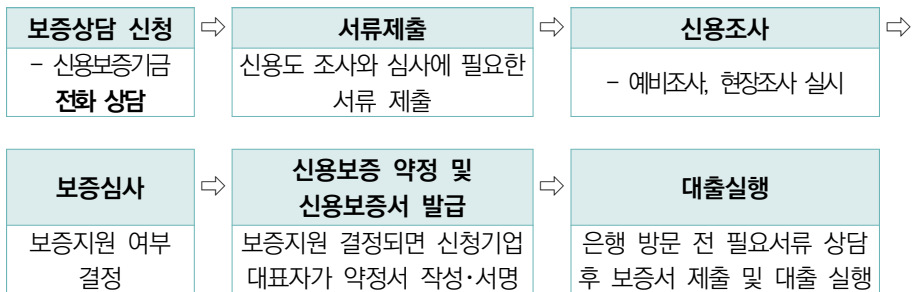 보증상담 신청 ⇨ 서류제출 ⇨ 신용조사 ⇨
- 신용보증기금
전화 상담
신용도 조사와 심사에 필요한
서류 제출
- 예비조사, 현장조사 실시
보증심사 ⇨ 신용보증 약정 및
신용보증서 발급 ⇨ 대출실행
보증지원 여부
결정
보증지원 결정되면 신청기업
대표자가 약정서 작성·서명
은행 방문 전 필요서류 상담
후 보증서 제출 및 대출 실행